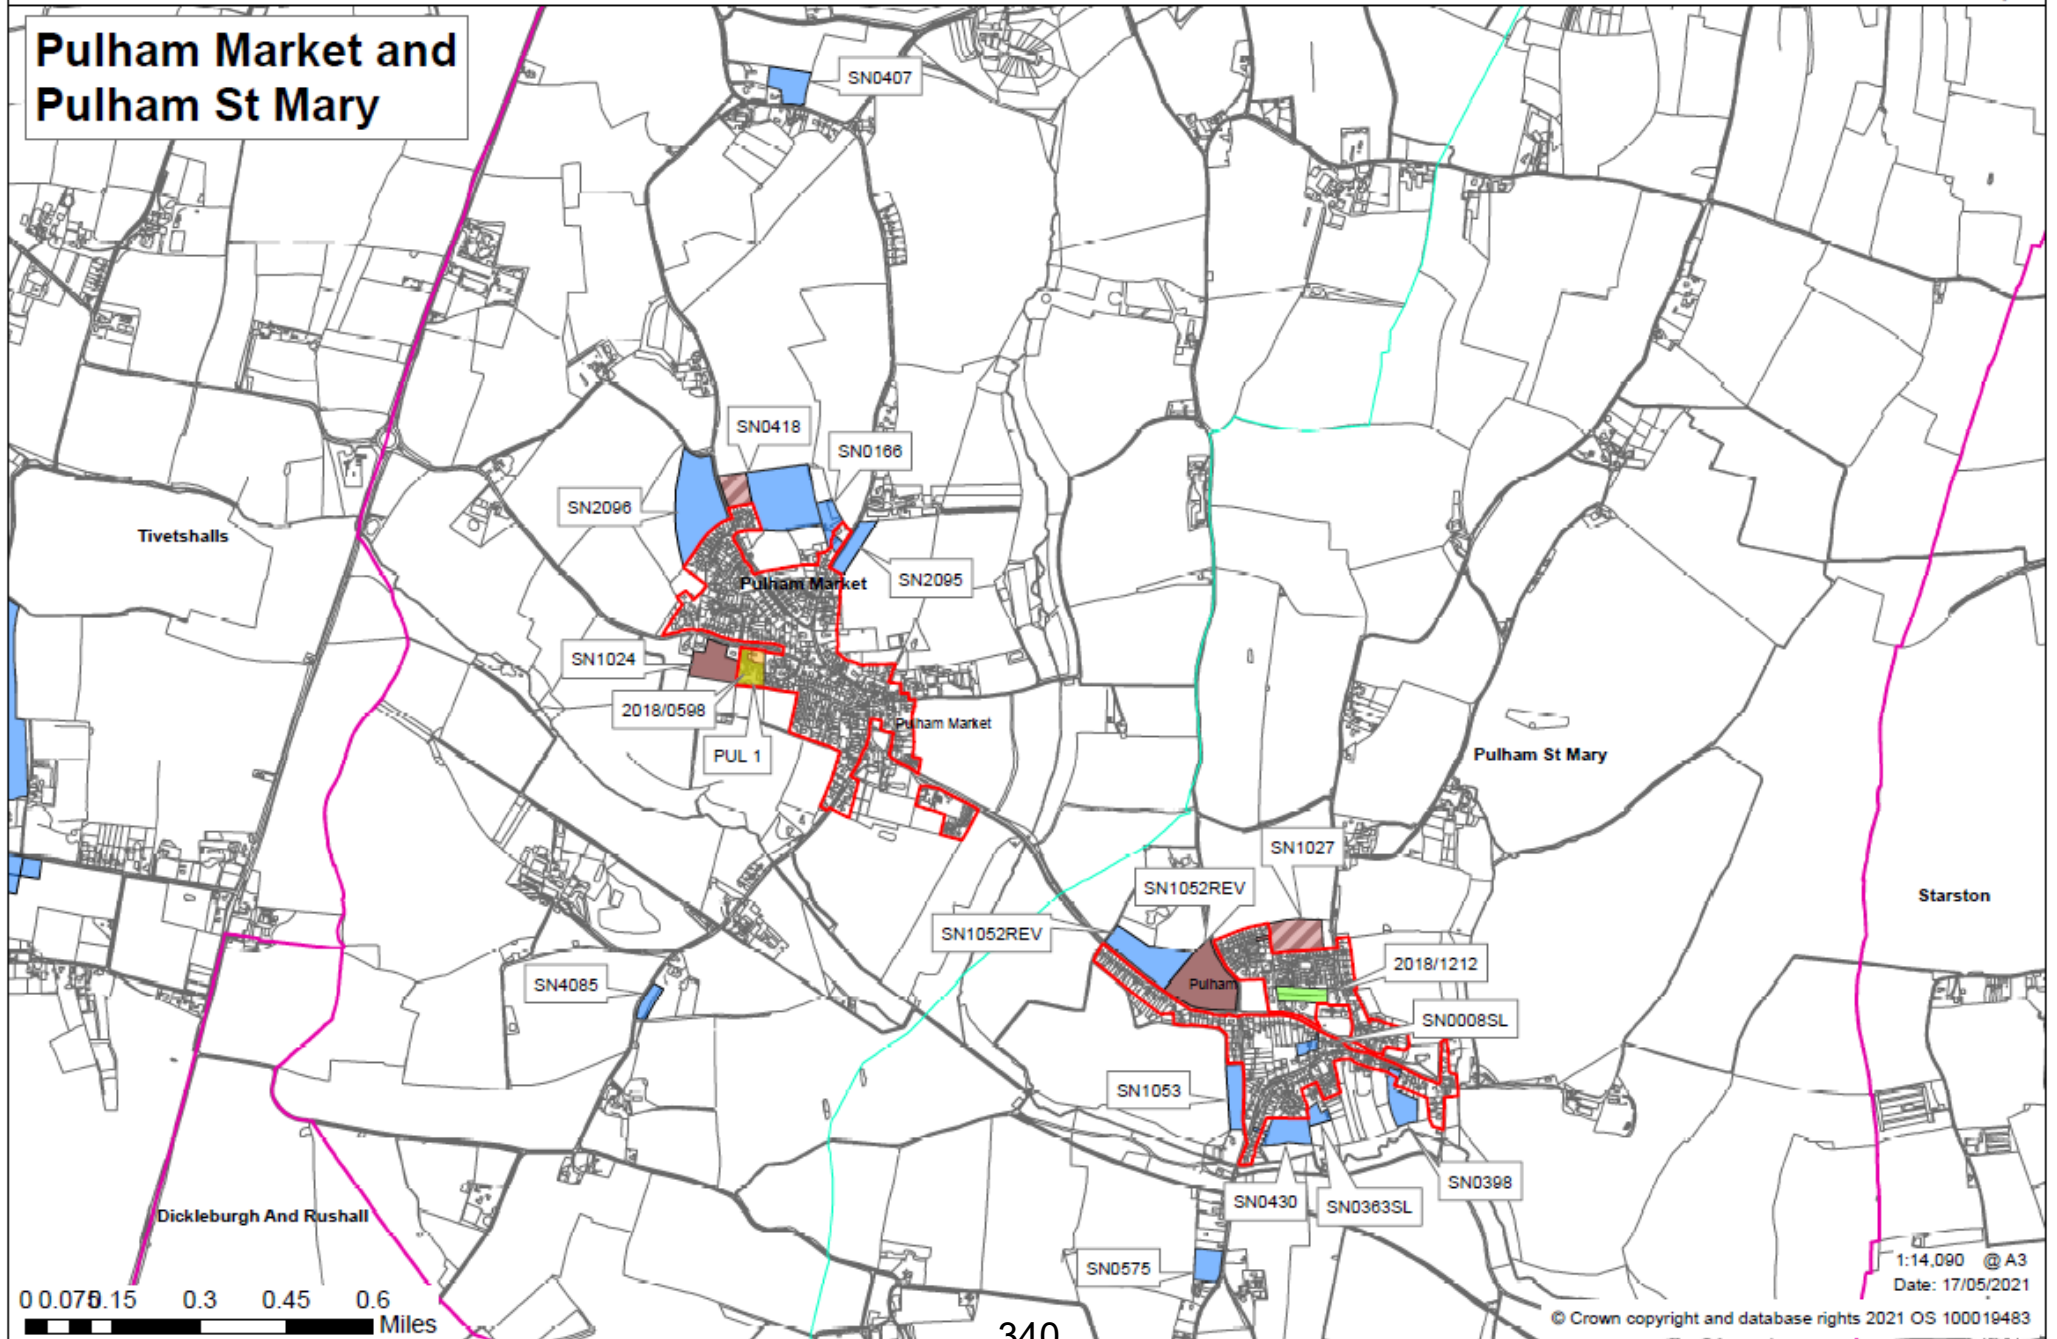 Pulham Market and
Pulham St Mary
SN0407
SN0418
SN0166
SN2096
Tivetshalls
SN2095
Pulham Market
SN1024
2018/0598
Pulham Market
PUL 1
Pulham St Mary
SN1027
SN1052REV
Starston
SN1052REV
2018/1212
SN4085
Pulham
SN0008SL
SN1053
SN0398
SN0430
SN0363SL
Dickleburgh And Rushall
SN0575
1:14,090 @ A3
Date: 17/05/2021
0 0.075 0.15 0.3 0.45 0.6
Miles
© Crown copyright and database rights 2021 OS 100019483
340